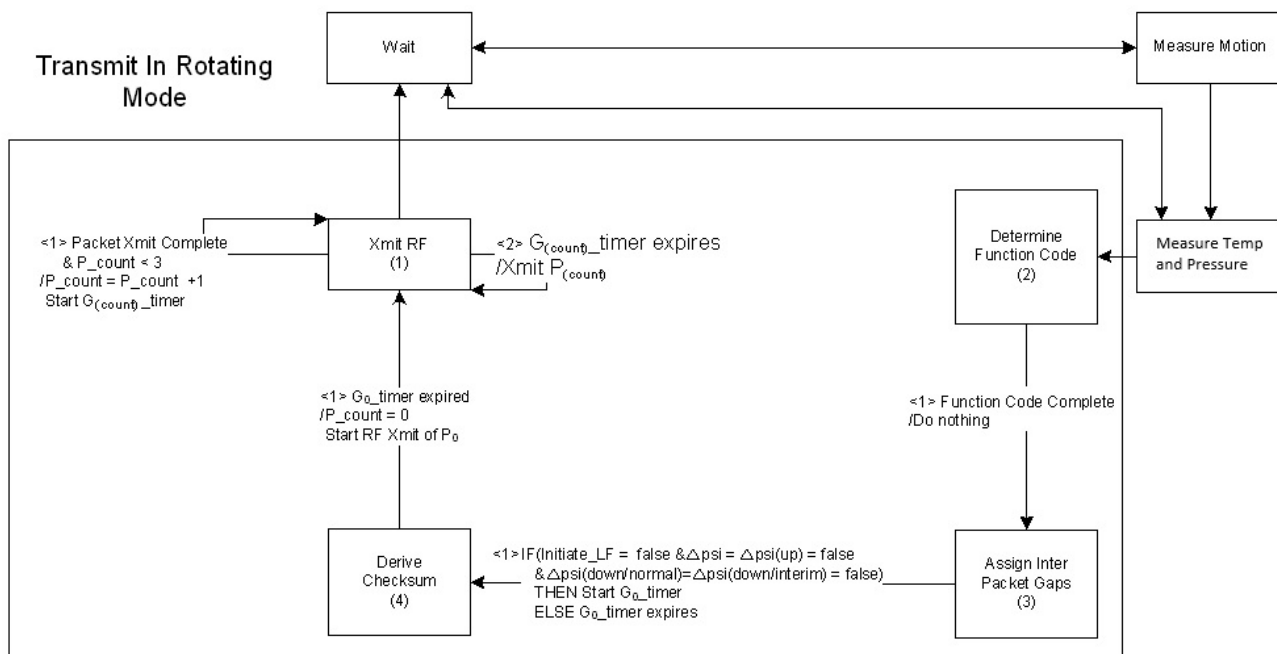 Transmit In Rotating
Mode
Wait
Measure Motion
<1> Packet Xmit Complete
& P_count < 3
/P_count = P_count +1
Start G(count)_timer
Xmit RF
(1)
<2> G(count)_timer expires
/Xmit P(count)
Determine
Function Code
(2)
Measure Temp
and Pressure
<1> G0_timer expired
/P_count = 0
Start RF Xmit of P0
<1> Function Code Complete
/Do nothing
Derive
Checksum
(4)
<1>IF(Initiate_LF = false &△psi = △psi(up) = false
&△psi(down/normal)=△psi(down/interim) = false)
THEN Start G0_timer
ELSE G0_timer expires
Assign Inter
Packet Gaps
(3)